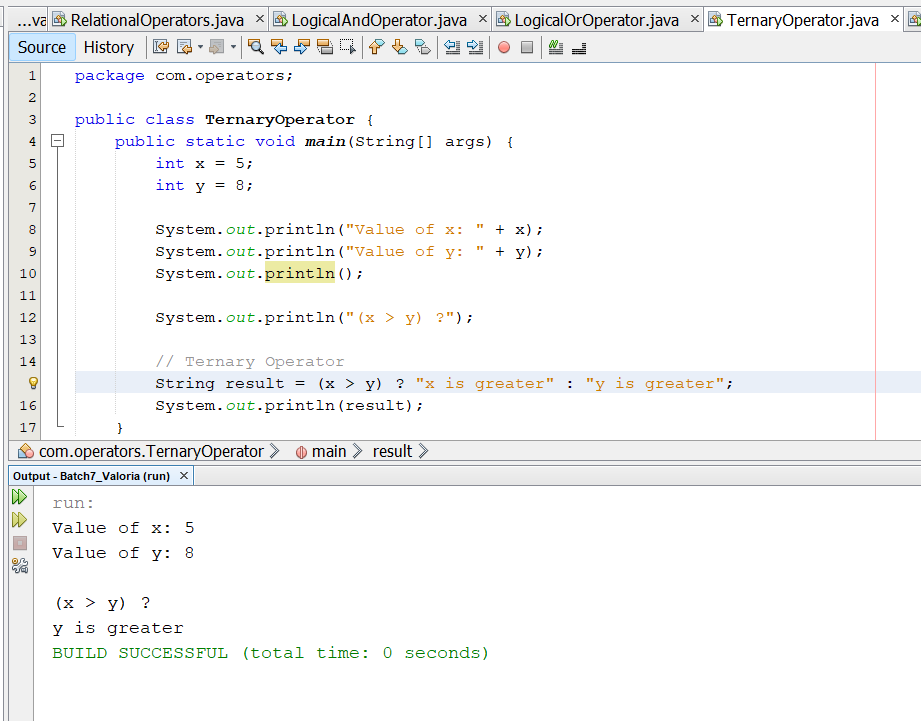 ...va RelationalOperators.java × LogicalAndOperator.java × LogicalOrOperator.java × TernaryOperator.java ×
Source History
1 package com.operators;
2
3 public class TernaryOperator {
4 public static void main(String[] args) {
5 int x = 5;
6 int y = 8;
7
8 System.out.println("Value of x: " + x);
9 System.out.println("Value of y: " + y);
10 System.out.println();
11
12 System.out.println("(x > y) ?");
13
14 // Ternary Operator
String result = (x > y) ? "x is greater" : "y is greater";
16 System.out.println(result);
17 }
com.operators.TernaryOperator main result
Output - Batch7_Valoria (run) ×
run:
Value of x: 5
Value of y: 8
(x > y) ?
y is greater
BUILD SUCCESSFUL (total time: 0 seconds)